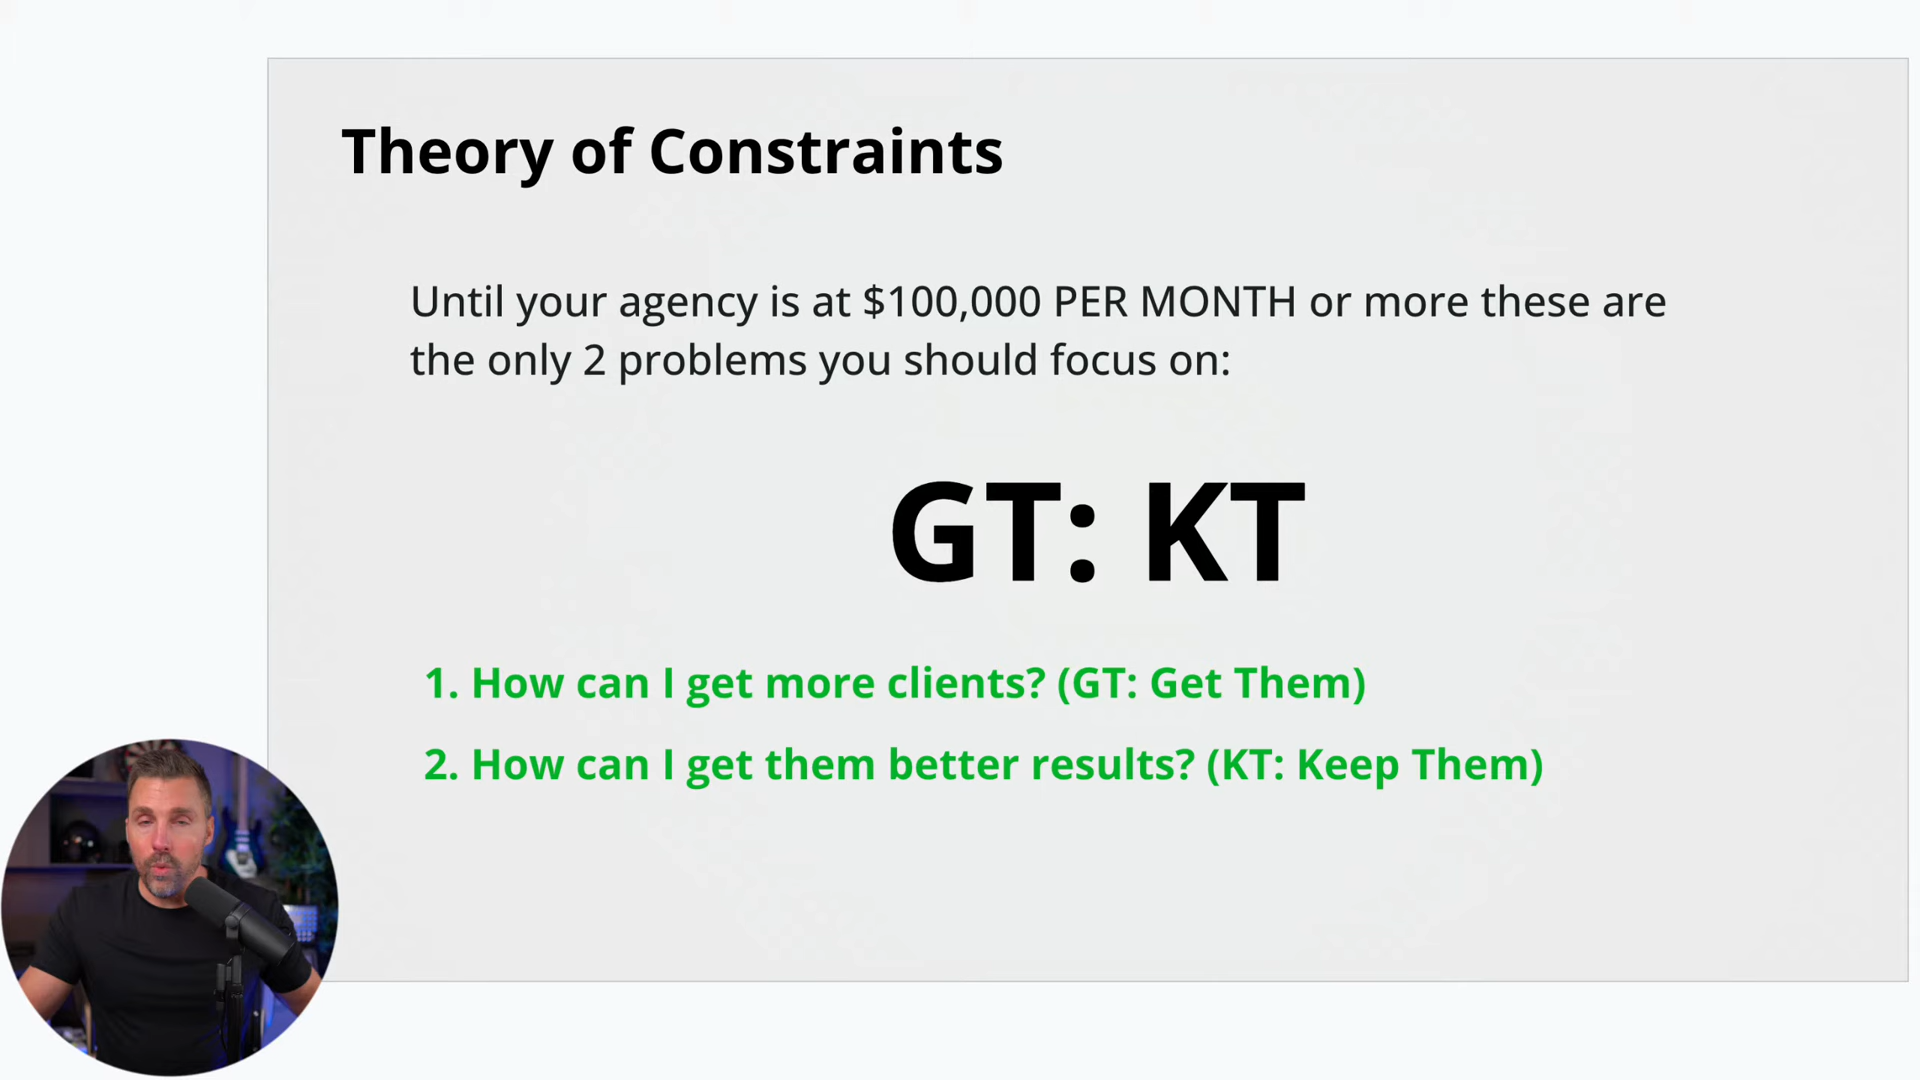 Theory of Constraints
Until your agency is at $100,000 PER MONTH or more these are
the only 2 problems you should focus on:
GT: KT
1. How can I get more clients? (GT: Get Them)
2. How can I get them better results? (KT: Keep Them)